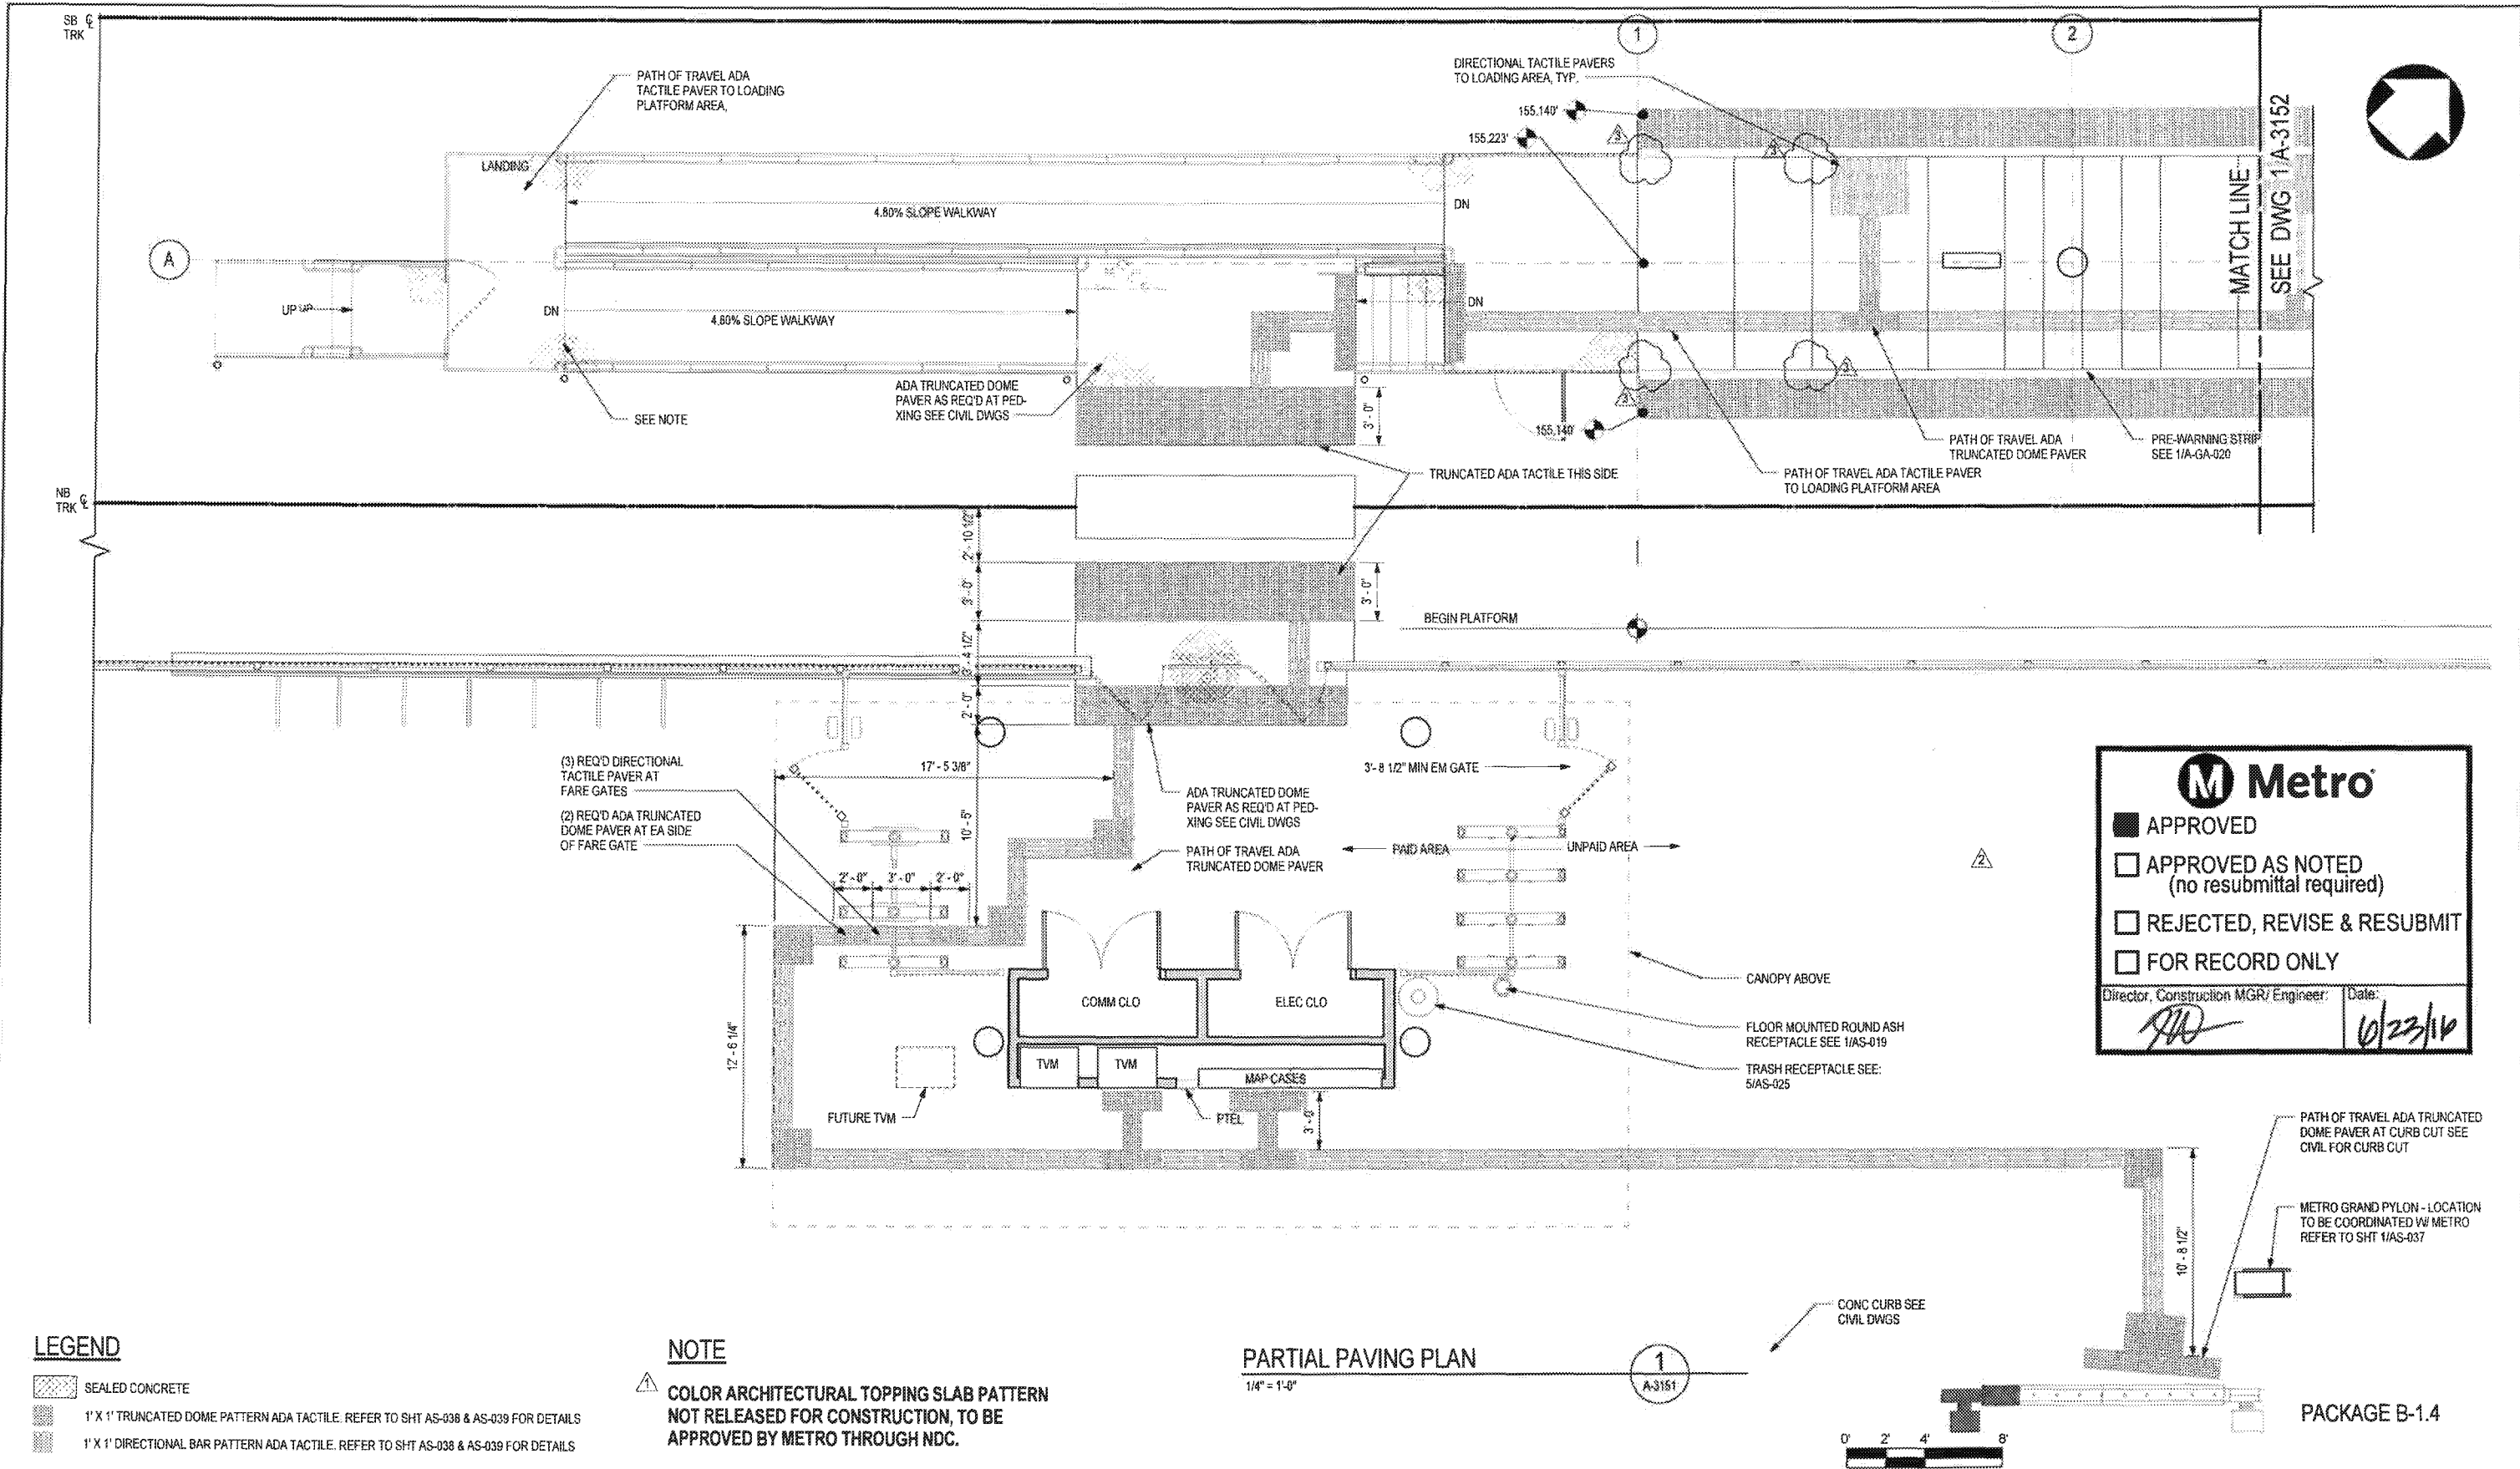 SB ℄
TRK
1
2
PATH OF TRAVEL ADA
TACTILE PAVER TO LOADING
PLATFORM AREA,
DIRECTIONAL TACTILE PAVERS
TO LOADING AREA, TYP.
155,140'
3
155,223'
3
LANDING
4.80% SLOPE WALKWAY
DN
MATCH LINE
SEE DWG 1/A-3152
A
UP UP
DN
4.80% SLOPE WALKWAY
DN
ADA TRUNCATED DOME
PAVER AS REQ'D AT PED-
XING SEE CIVIL DWGS
SEE NOTE
3' - 0"
3
3
155,140'
PATH OF TRAVEL ADA
TRUNCATED DOME PAVER
PRE-WARNING STRIP
SEE 1/A-GA-020
TRUNCATED ADA TACTILE THIS SIDE
PATH OF TRAVEL ADA TACTILE PAVER
TO LOADING PLATFORM AREA
NB ℄
TRK
2' - 10 1/2"
3' - 0"
3' - 0"
BEGIN PLATFORM
2' - 0"
(3) REQ'D DIRECTIONAL
TACTILE PAVER AT
FARE GATES
(2) REQ'D ADA TRUNCATED
DOME PAVER AT EA SIDE
OF FARE GATE
17' - 5 3/8"
10' - 5"
3'- 8 1/2" MIN EM GATE
ADA TRUNCATED DOME
PAVER AS REQ'D AT PED-
XING SEE CIVIL DWGS
PATH OF TRAVEL ADA
TRUNCATED DOME PAVER
PAID AREA
UNPAID AREA
2
2' - 0"
3' - 0"
2' - 0"
12' - 6 1/4"
COMM CLO
ELEC CLO
CANOPY ABOVE
FLOOR MOUNTED ROUND ASH
RECEPTACLE SEE 1/AS-019
TRASH RECEPTACLE SEE:
5/AS-025
TVM
TVM
MAP CASES
FUTURE TVM
PTEL
3' - 0"
M Metro
APPROVED
APPROVED AS NOTED
(no resubmittal required)
REJECTED, REVISE & RESUBMIT
FOR RECORD ONLY
Director, Construction MGR/ Engineer:
Date:
6/23/16
PATH OF TRAVEL ADA TRUNCATED
DOME PAVER AT CURB CUT SEE
CIVIL FOR CURB CUT
METRO GRAND PYLON - LOCATION
TO BE COORDINATED W/ METRO
REFER TO SHT 1/AS-037
10' - 8 1/2"
CONC CURB SEE
CIVIL DWGS
LEGEND
SEALED CONCRETE
1' X 1' TRUNCATED DOME PATTERN ADA TACTILE. REFER TO SHT AS-038 & AS-039 FOR DETAILS
1' X 1' DIRECTIONAL BAR PATTERN ADA TACTILE. REFER TO SHT AS-038 & AS-039 FOR DETAILS
NOTE
1
COLOR ARCHITECTURAL TOPPING SLAB PATTERN
NOT RELEASED FOR CONSTRUCTION, TO BE
APPROVED BY METRO THROUGH NDC.
PARTIAL PAVING PLAN
1/4" = 1'-0"
1
A-3151
PACKAGE B-1.4
0'
2'
4'
8'